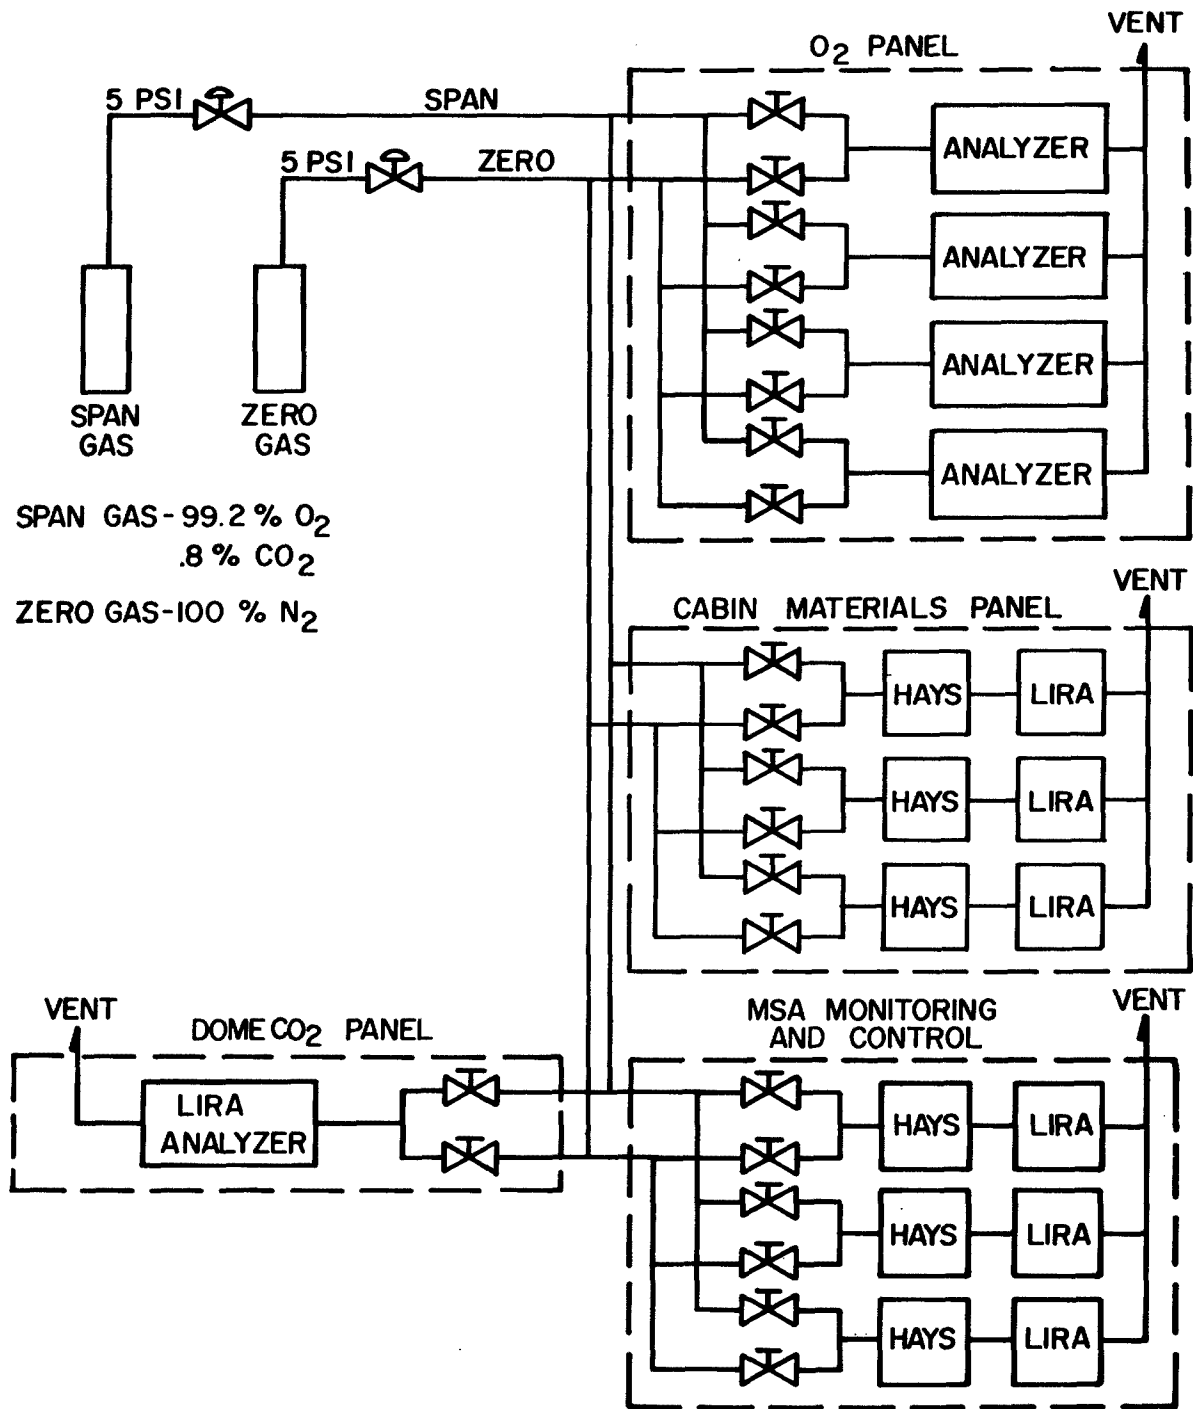 VENT
O2 PANEL
5 PSI
SPAN
5 PSI
ZERO
ANALYZER
ANALYZER
ANALYZER
ANALYZER
SPAN
GAS
ZERO
GAS
SPAN GAS-99.2 % O2
.8 % CO2
ZERO GAS-100 % N2
VENT
CABIN MATERIALS PANEL
HAYS LIRA
HAYS LIRA
HAYS LIRA
VENT
DOME CO2 PANEL
LIRA
ANALYZER
VENT
MSA MONITORING
AND CONTROL
HAYS LIRA
HAYS LIRA
HAYS LIRA